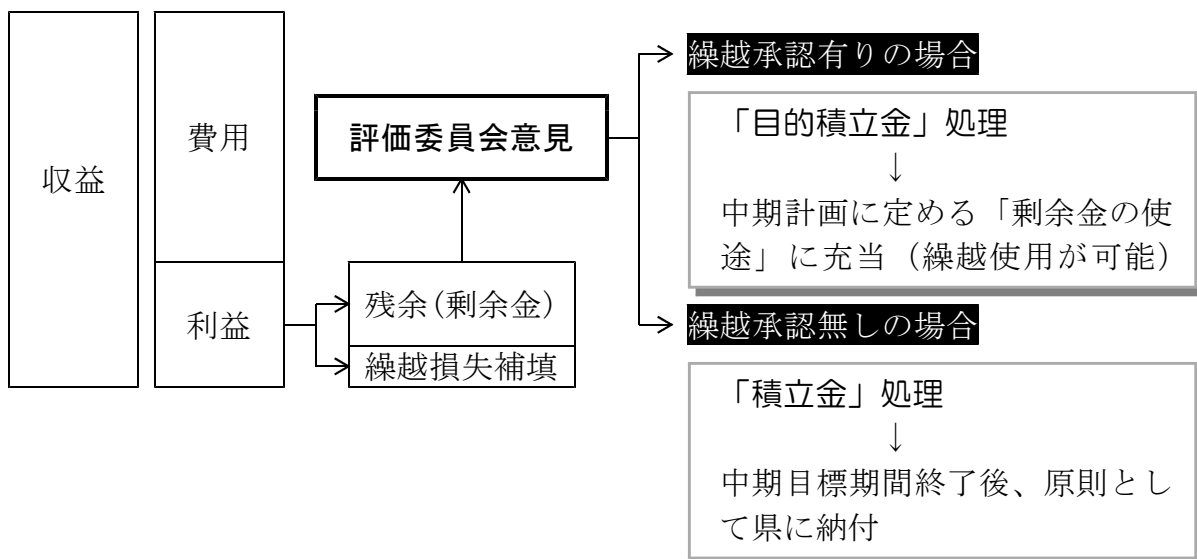 収益
費用
利益
残余(剰余金)
繰越損失補填
評価委員会意見
繰越承認有りの場合
「目的積立金」処理
↓
中期計画に定める「剰余金の使
途」に充当（繰越使用が可能）
繰越承認無しの場合
「積立金」処理
↓
中期目標期間終了後、原則とし
て県に納付